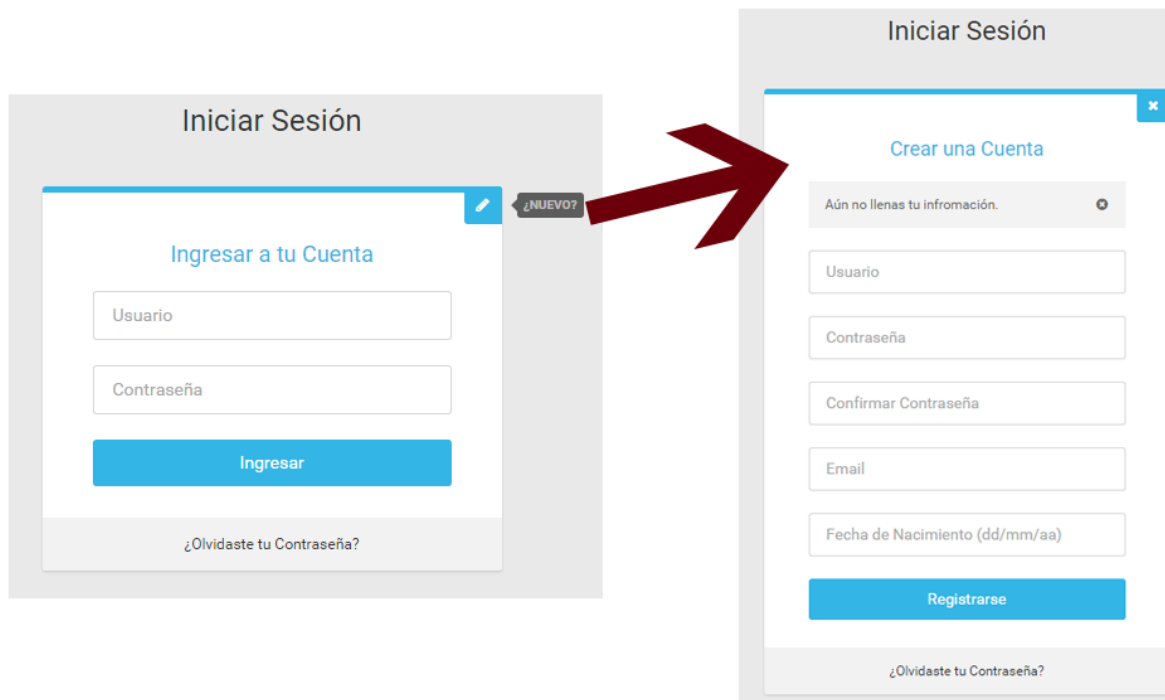 Iniciar Sesión
¿NUEVO?
Ingresar a tu Cuenta
Usuario
Contraseña
Ingresar
¿Olvidaste tu Contraseña?
Iniciar Sesión
Crear una Cuenta
Aún no llenas tu infromación.
Usuario
Contraseña
Confirmar Contraseña
Email
Fecha de Nacimiento (dd/mm/aa)
Registrarse
¿Olvidaste tu Contraseña?